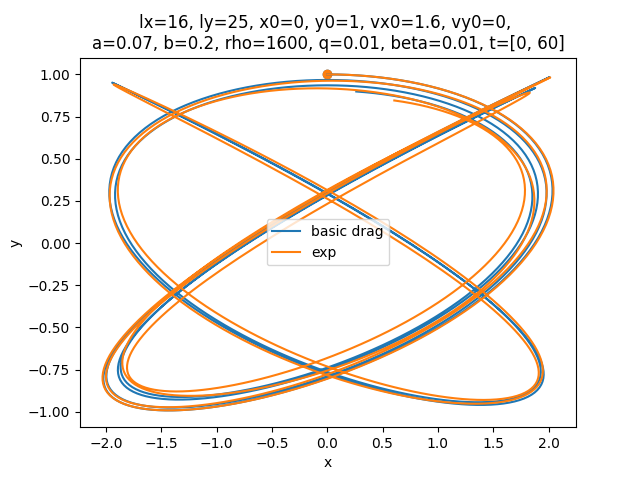 lx=16, ly=25, x0=0, y0=1, vx0=1.6, vy0=0,
a=0.07, b=0.2, rho=1600, q=0.01, beta=0.01, t=[0, 60]
1.00
0.75
0.50
0.25
0.00
−0.25
−0.50
−0.75
−1.00
y
basic drag
exp
−2.0 −1.5 −1.0 −0.5 0.0 0.5 1.0 1.5 2.0
x